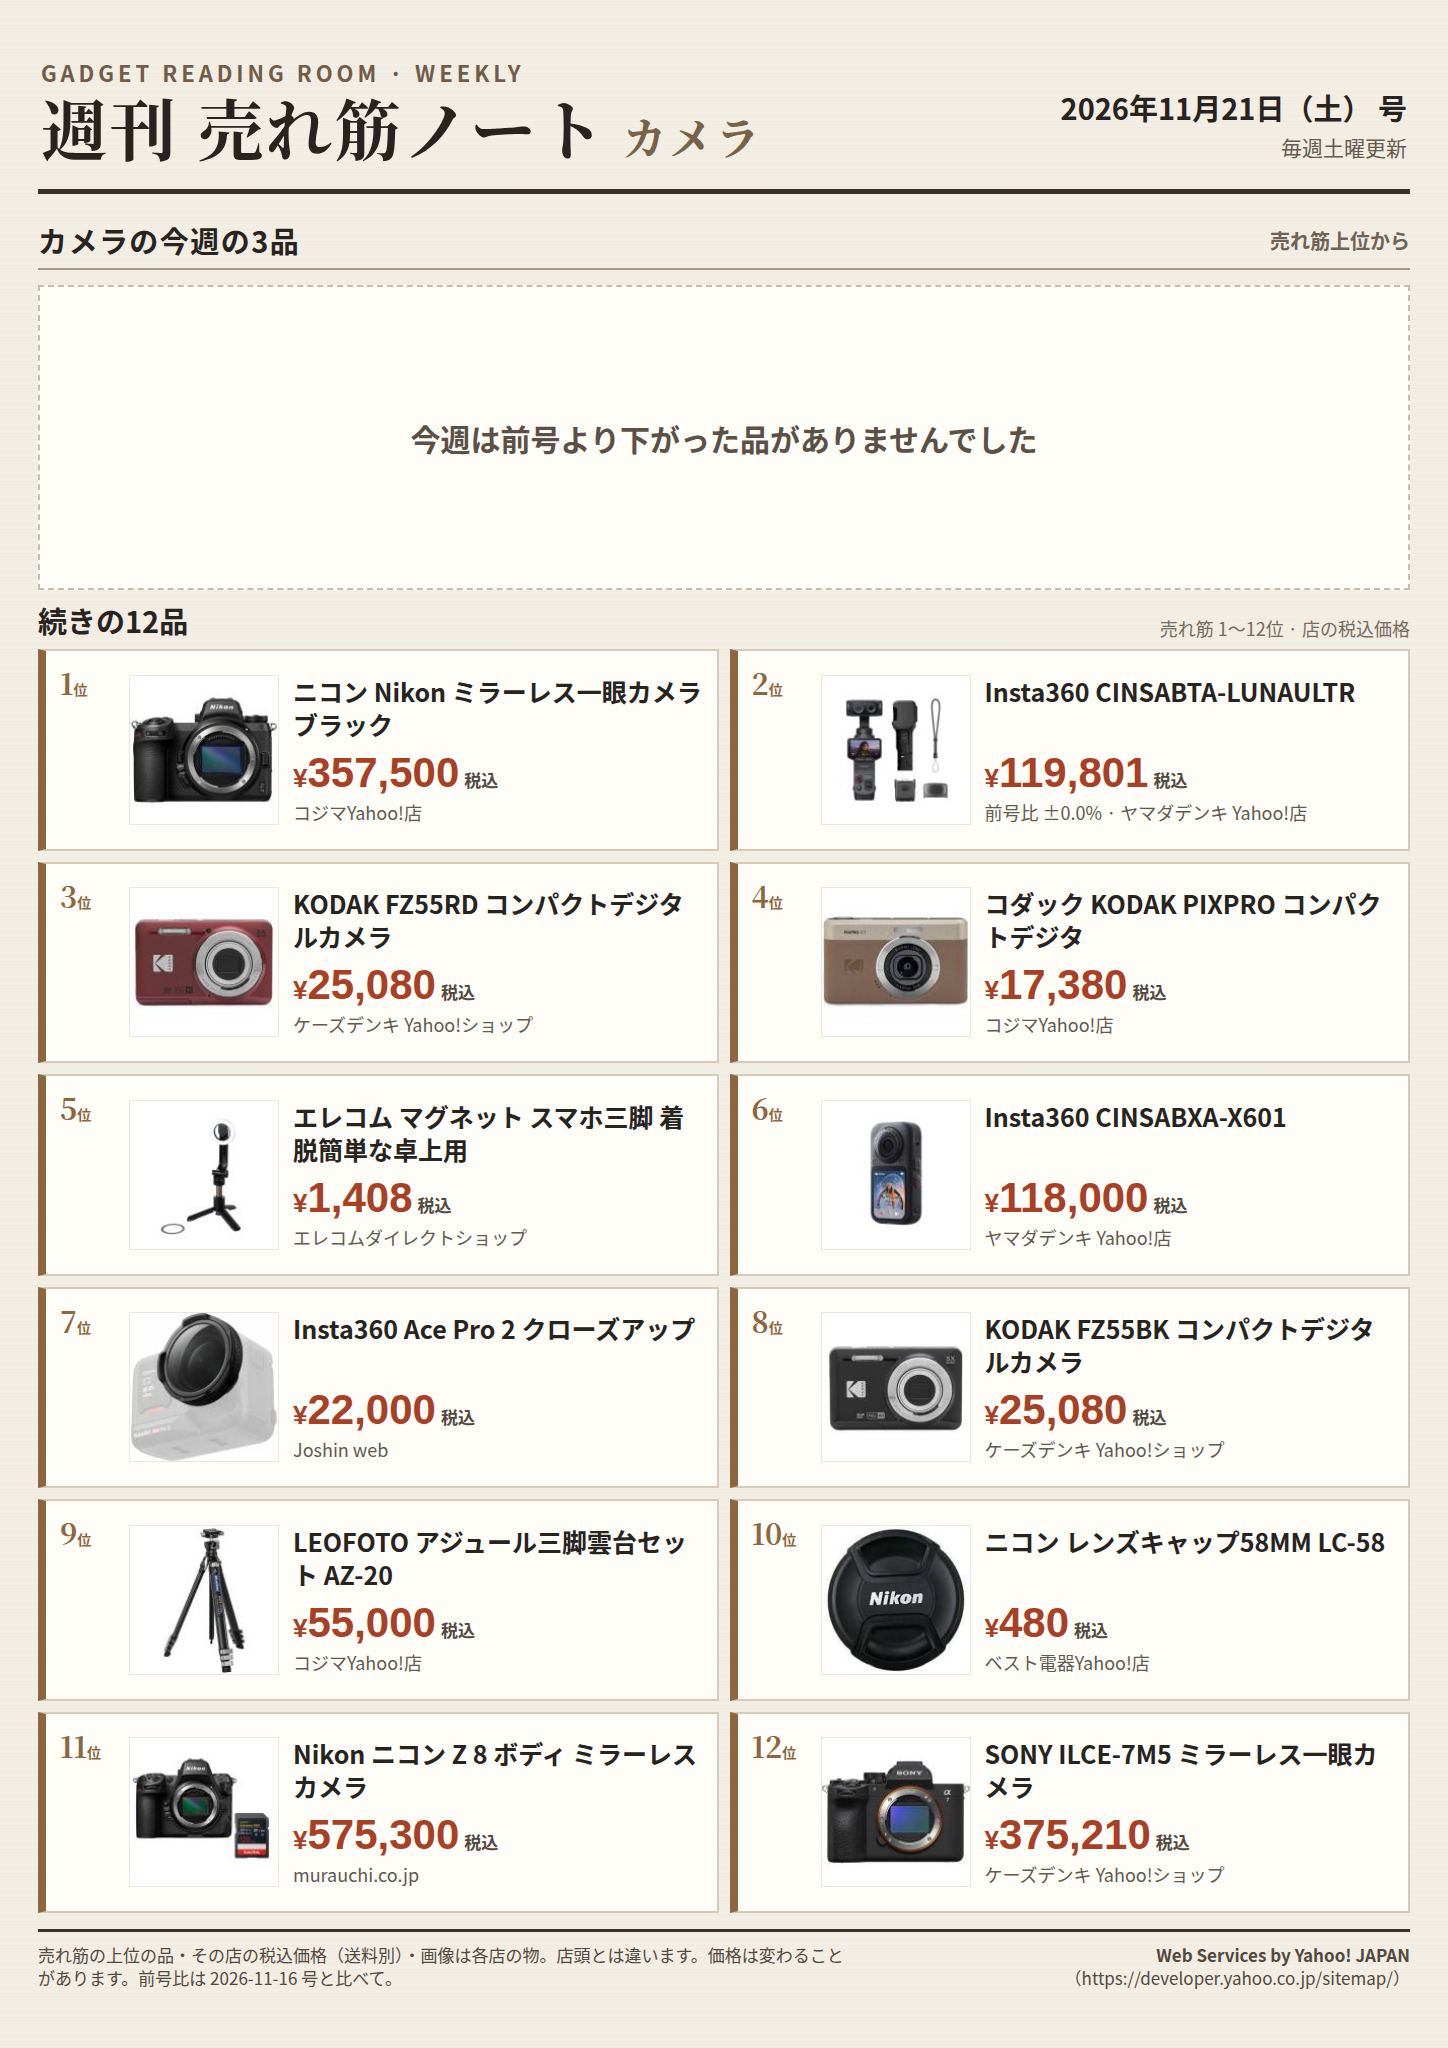 GADGET READING ROOM · WEEKLY
週刊 売れ筋ノート カメラ
2026年11月21日（土） 号
毎週土曜更新
カメラの今週の3品
売れ筋上位から
今週は前号より下がった品がありませんでした
続きの12品
売れ筋 1〜12位 · 店の税込価格
1位
ニコン Nikon ミラーレス一眼カメラ
ブラック
¥357,500 税込
コジマYahoo!店
Nikon
2位
Insta360 CINSABTA-LUNAULTR
¥119,801 税込
前号比 ±0.0% · ヤマダデンキ Yahoo!店
3位
KODAK FZ55RD コンパクトデジタ
ルカメラ
¥25,080 税込
ケーズデンキ Yahoo!ショップ
4位
コダック KODAK PIXPRO コンパク
トデジタ
¥17,380 税込
コジマYahoo!店
5位
エレコム マグネット スマホ三脚 着
脱簡単な卓上用
¥1,408 税込
エレコムダイレクトショップ
6位
Insta360 CINSABXA-X601
¥118,000 税込
ヤマダデンキ Yahoo!店
7位
Insta360 Ace Pro 2 クローズアップ
¥22,000 税込
Joshin web
8位
KODAK FZ55BK コンパクトデジタ
ルカメラ
¥25,080 税込
ケーズデンキ Yahoo!ショップ
9位
LEOFOTO アジュール三脚雲台セッ
ト AZ-20
¥55,000 税込
コジマYahoo!店
10位
ニコン レンズキャップ58MM LC-58
¥480 税込
ベスト電器Yahoo!店
Nikon
11位
Nikon ニコン Z 8 ボディ ミラーレス
カメラ
¥575,300 税込
murauchi.co.jp
Nikon
12位
SONY ILCE-7M5 ミラーレス一眼カ
メラ
¥375,210 税込
ケーズデンキ Yahoo!ショップ
SONY
売れ筋の上位の品・その店の税込価格（送料別）・画像は各店の物。店頭とは違います。価格は変わること
があります。前号比は 2026-11-16 号と比べて。
Web Services by Yahoo! JAPAN
（https://developer.yahoo.co.jp/sitemap/）